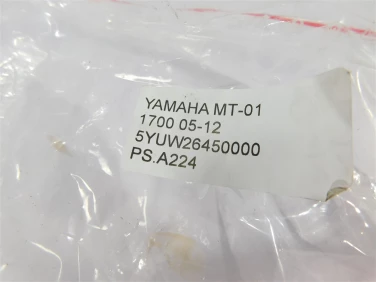 YAMAHA MT-01
1700 05-12
5YUW26450000
PS.A224